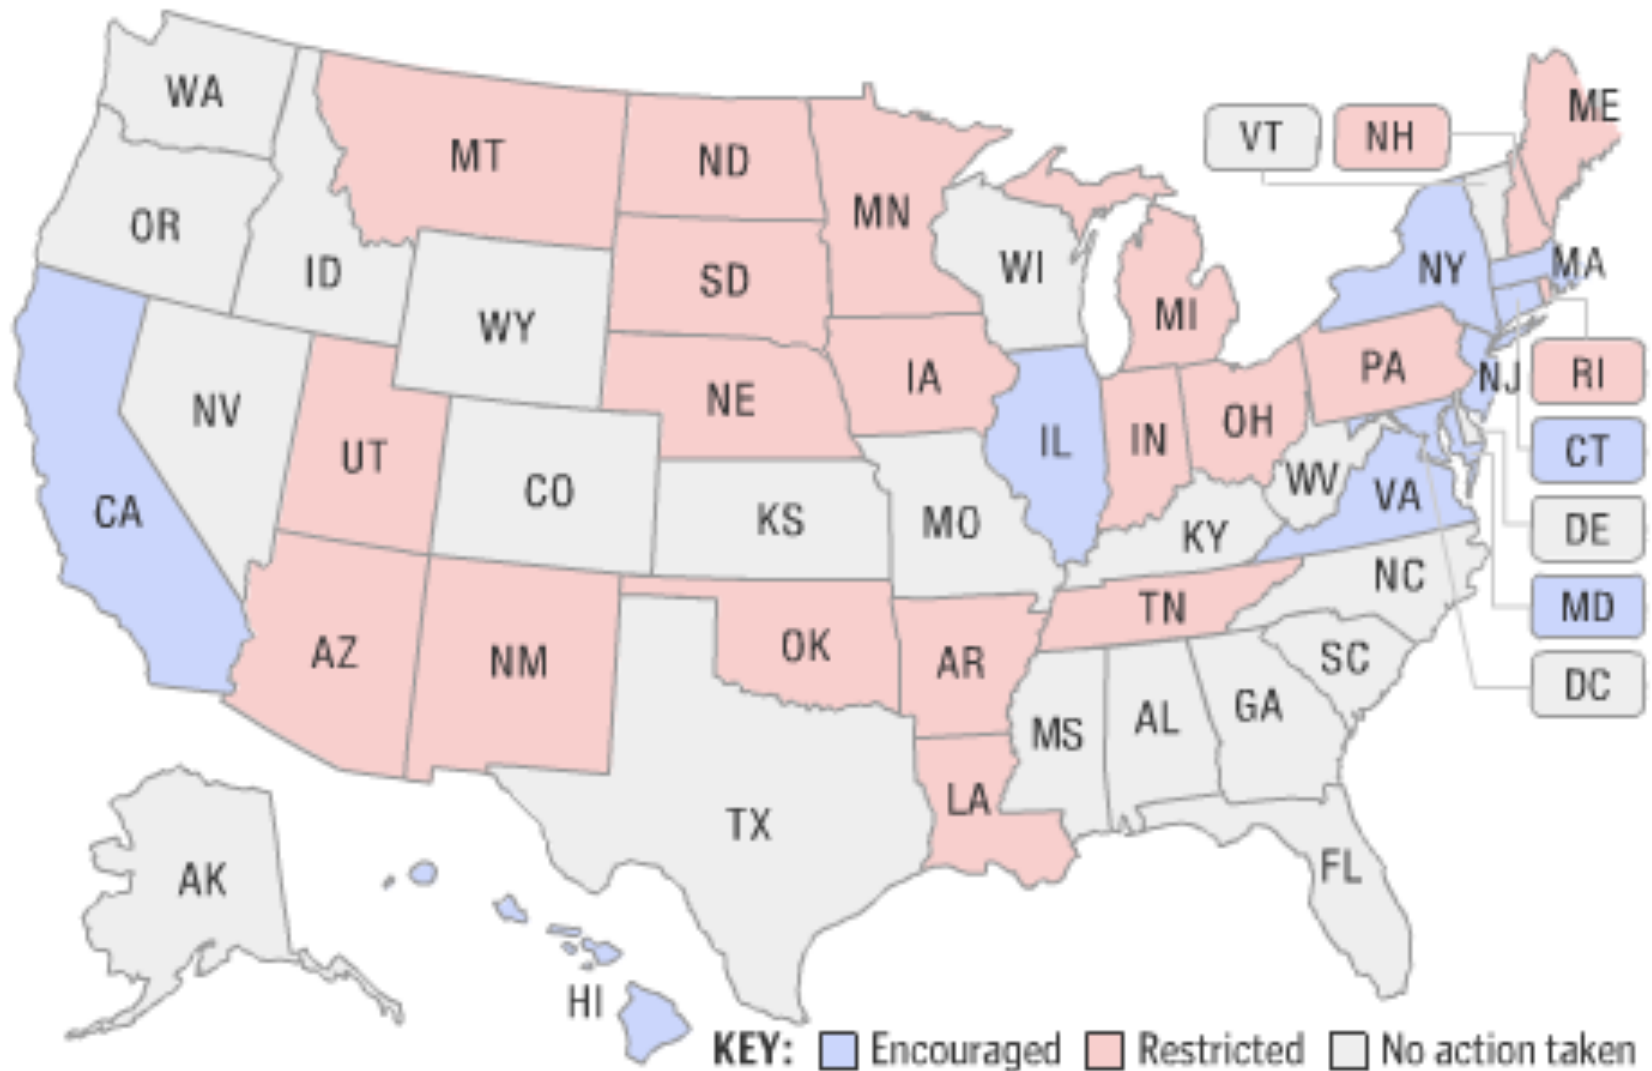 WA
ME
VT
NH
MT
ND
MN
OR
ID
SD
WI
NY
MA
WY
MI
IA
PA
NJ
RI
NE
NV
UT
IL
IN
OH
CT
CO
WV
VA
CA
KS
MO
KY
DE
NC
TN
MD
AZ
NM
OK
AR
SC
DC
GA
AL
MS
LA
TX
FL
AK
HI
KEY: Encouraged Restricted No action taken